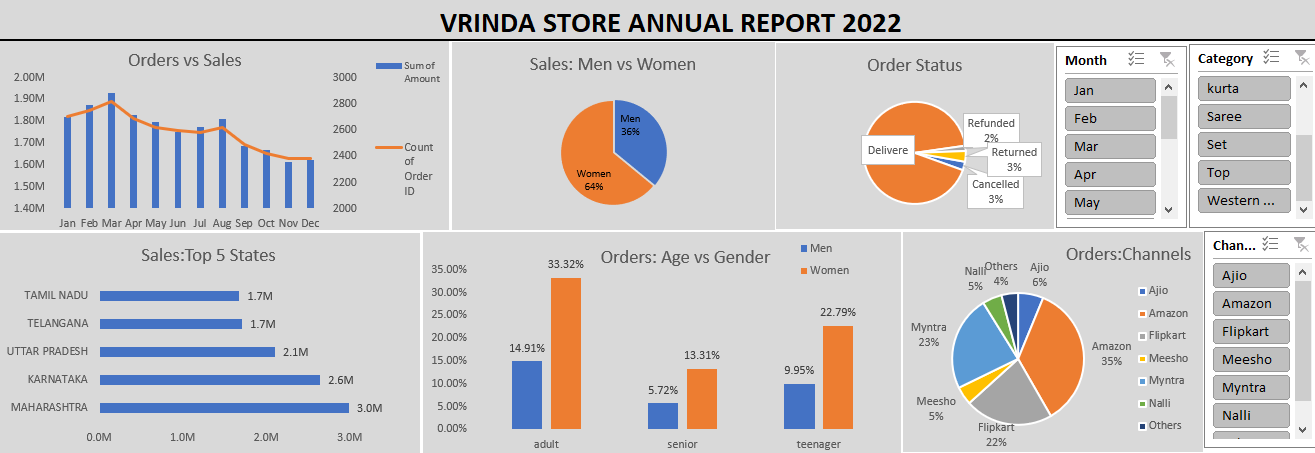 VRINDA STORE ANNUAL REPORT 2022
Orders vs Sales
2.00M
1.90M
1.80M
1.70M
1.60M
1.50M
1.40M
3000
2800
2600
2400
2200
2000
Jan Feb Mar Apr May Jun Jul Aug Sep Oct Nov Dec
Sum of
Amount
Count
of
Order
ID
Sales: Men vs Women
Men
36%
Women
64%
Order Status
Delivere
Refunded
2%
Returned
3%
Cancelled
3%
Month
Jan
Feb
Mar
Apr
May
Category
kurta
Saree
Set
Top
Western ...
Sales:Top 5 States
TAMIL NADU 1.7M
TELANGANA 1.7M
UTTAR PRADESH 2.1M
KARNATAKA 2.6M
MAHARASHTRA 3.0M
0.0M 1.0M 2.0M 3.0M
Orders: Age vs Gender
Men
Women
35.00%
30.00%
25.00%
20.00%
15.00%
10.00%
5.00%
0.00%
14.91%
33.32%
5.72%
13.31%
9.95%
22.79%
adult senior teenager
Orders:Channels
Nalli
5%
Others
4%
Ajio
6%
Myntra
23%
Amazon
35%
Meesho
5%
Flipkart
22%
Ajio
Amazon
Flipkart
Meesho
Myntra
Nalli
Others
Chan...
Ajio
Amazon
Flipkart
Meesho
Myntra
Nalli